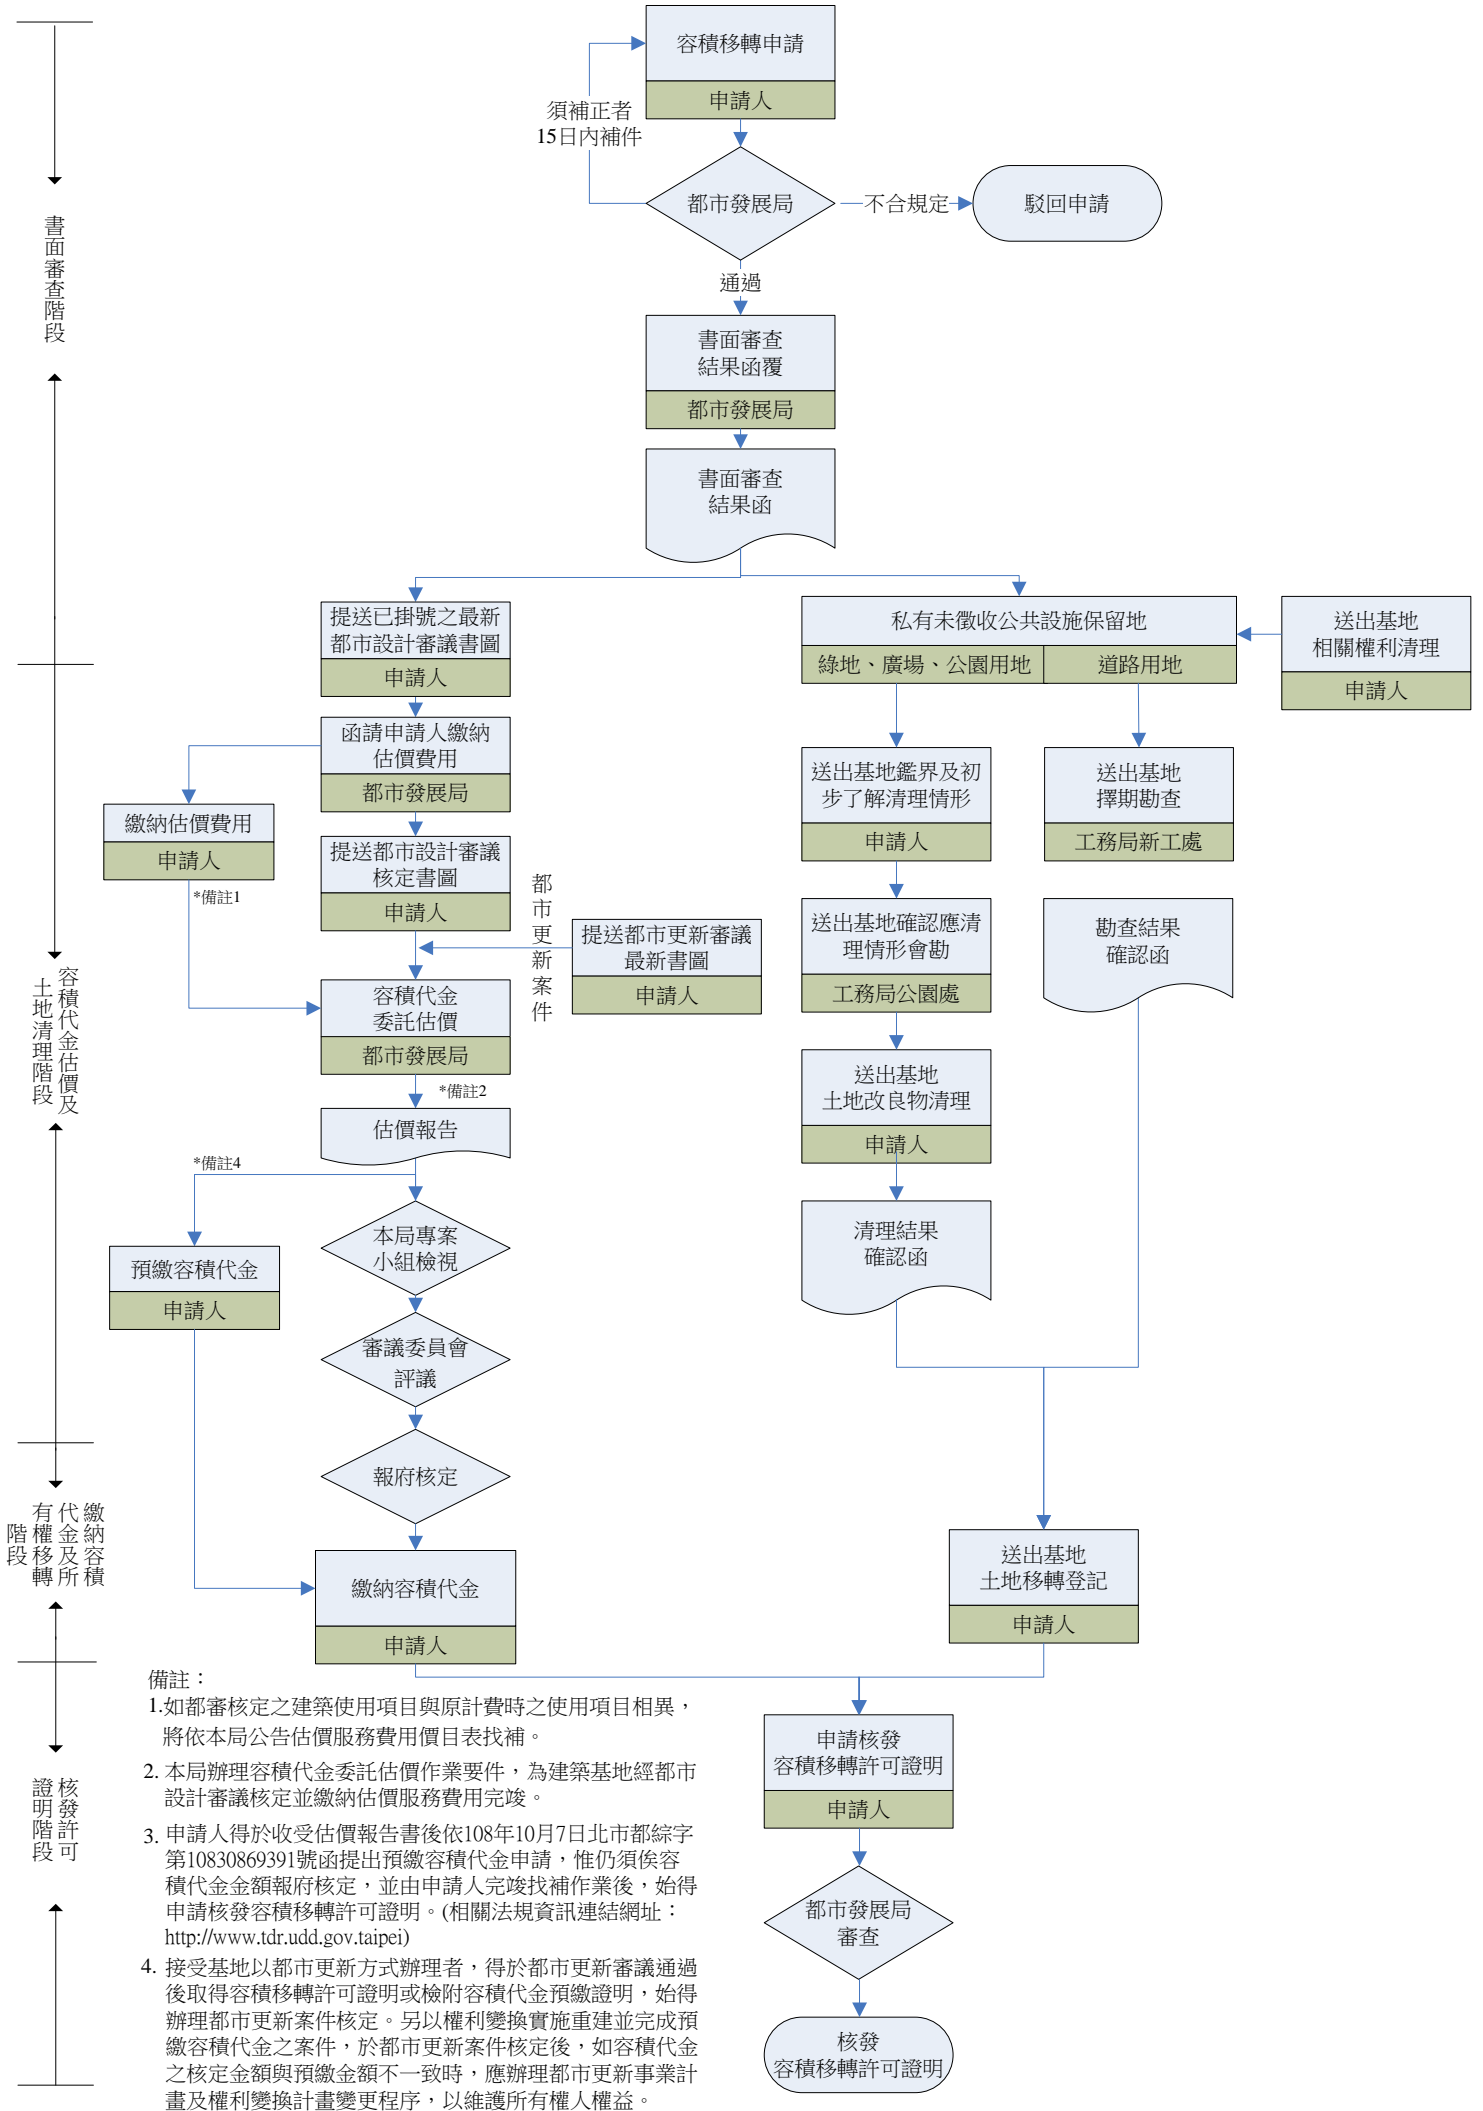 容積移轉申請
申請人
須補正者
15日內補件
都市發展局
不合規定
駁回申請
通過
書面審查
結果函覆
都市發展局
書面審查
結果函
書面審查階段
提送已掛號之最新
都市設計審議書圖
申請人
函請申請人繳納
估價費用
都市發展局
繳納估價費用
申請人
*備註1
提送都市設計審議
核定書圖
申請人
都市更新案件
提送都市更新審議
最新書圖
申請人
容積代金
委託估價
都市發展局
*備註2
估價報告
*備註4
本局專案
小組檢視
預繳容積代金
申請人
審議委員會
評議
報府核定
繳納容積代金
申請人
私有未徵收公共設施保留地
綠地、廣場、公園用地
道路用地
送出基地
相關權利清理
申請人
送出基地鑑界及初
步了解清理情形
申請人
送出基地
擇期勘查
工務局新工處
送出基地確認應清
理情形會勘
工務局公園處
勘查結果
確認函
送出基地
土地改良物清理
申請人
清理結果
確認函
送出基地
土地移轉登記
申請人
容積代金估價及
土地清理階段
繳納容積
代金及所
有權移轉
階段
申請核發
容積移轉許可證明
申請人
都市發展局
審查
核發
容積移轉許可證明
核發許可
證明階段
備註：
1.如都審核定之建築使用項目與原計費時之使用項目相異，
將依本局公告估價服務費用價目表找補。
2. 本局辦理容積代金委託估價作業要件，為建築基地經都市
設計審議核定並繳納估價服務費用完竣。
3. 申請人得於收受估價報告書後依108年10月7日北市都綜字
第10830869391號函提出預繳容積代金申請，惟仍須俟容
積代金金額報府核定，並由申請人完竣找補作業後，始得
申請核發容積移轉許可證明。(相關法規資訊連結網址：
http://www.tdr.udd.gov.taipei)
4. 接受基地以都市更新方式辦理者，得於都市更新審議通過
後取得容積移轉許可證明或檢附容積代金預繳證明，始得
辦理都市更新案件核定。另以權利變換實施重建並完成預
繳容積代金之案件，於都市更新案件核定後，如容積代金
之核定金額與預繳金額不一致時，應辦理都市更新事業計
畫及權利變換計畫變更程序，以維護所有權人權益。